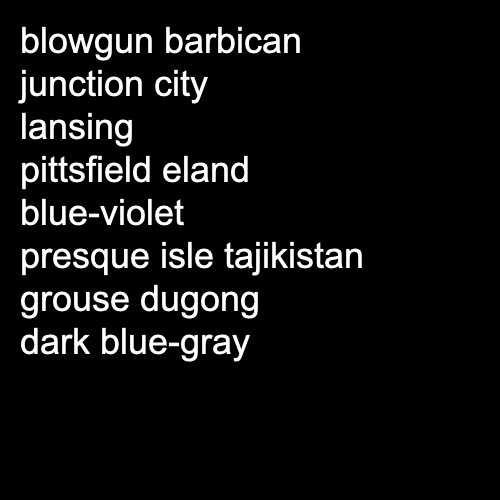 blowgun barbican
junction city
lansing
pittsfield eland
blue-violet
presque isle tajikistan
grouse dugong
dark blue-gray